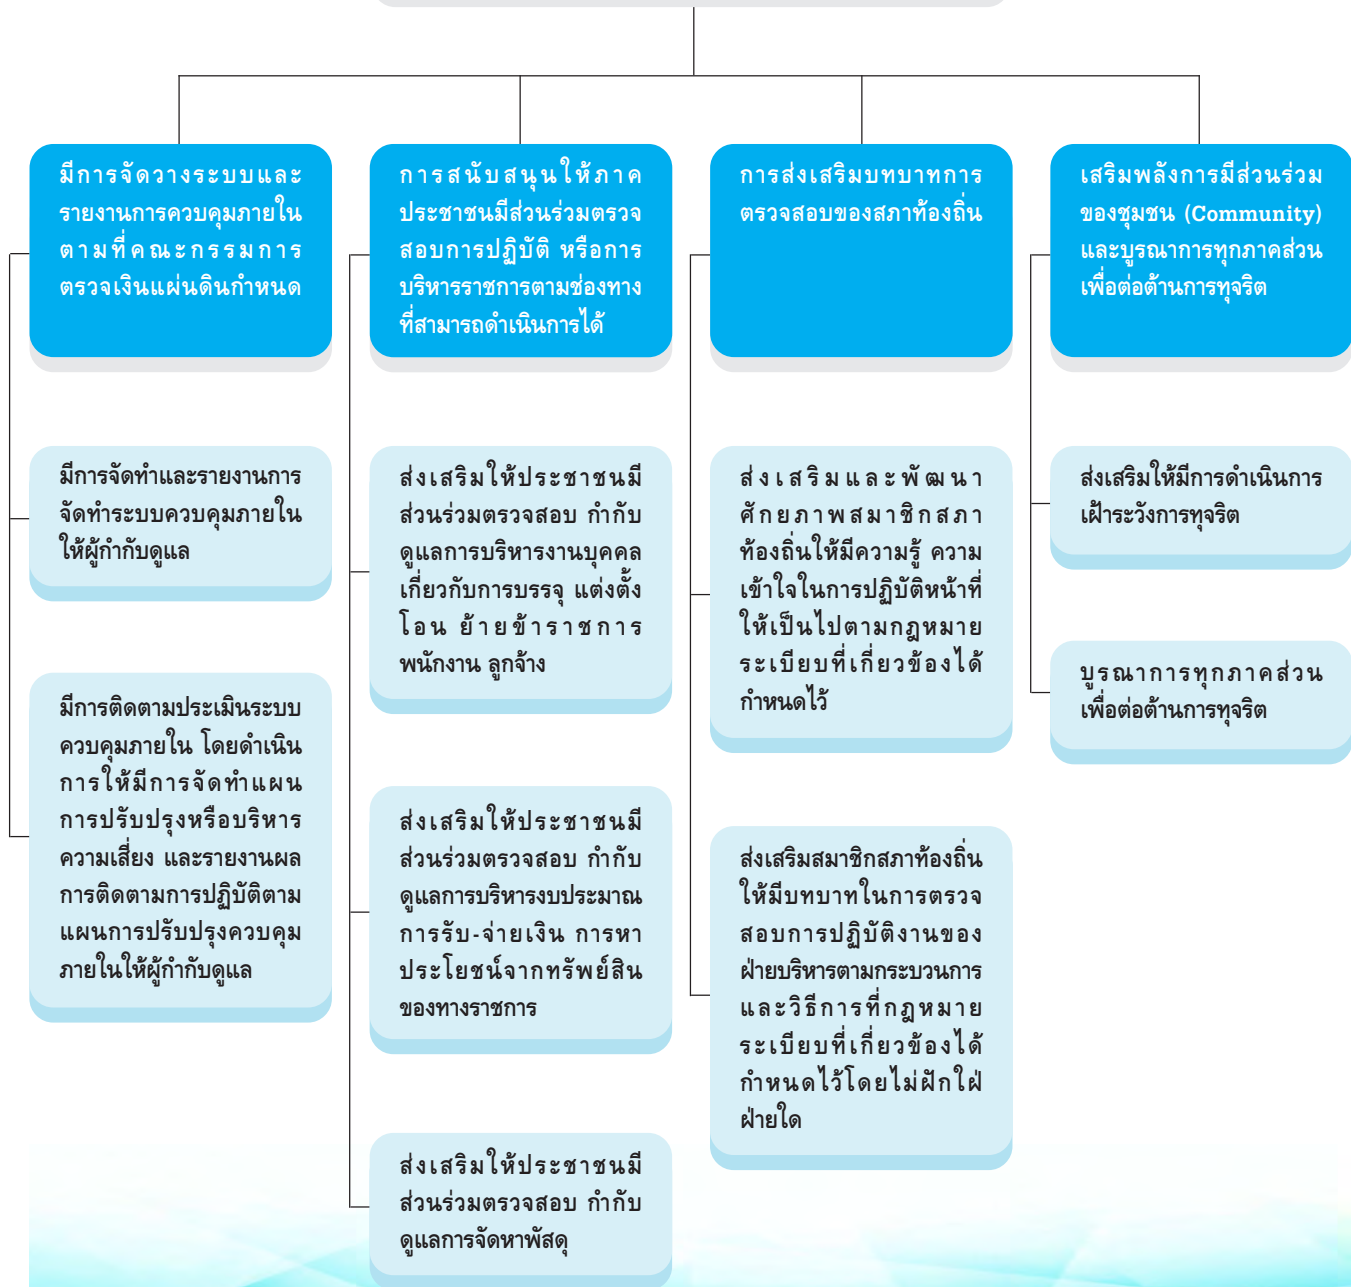 มีการจัดวางระบบและ
รายงานการควบคุมภายใน
ตามที่คณะกรรมการ
ตรวจเงินแผ่นดินกำหนด
มีการจัดทำและรายงานการ
จัดทำระบบควบคุมภายใน
ให้ผู้กำกับดูแล
มีการติดตามประเมินระบบ
ควบคุมภายใน โดยดำเนิน
การให้มีการจัดทำแผน
การปรับปรุงหรือบริหาร
ความเสี่ยง และรายงานผล
การติดตามการปฏิบัติตาม
แผนการปรับปรุงควบคุม
ภายในให้ผู้กำกับดูแล
การสนับสนุนให้ภาค
ประชาชนมีส่วนร่วมตรวจ
สอบการปฏิบัติ หรือการ
บริหารราชการตามช่องทาง
ที่สามารถดำเนินการได้
ส่งเสริมให้ประชาชนมี
ส่วนร่วมตรวจสอบ กำกับ
ดูแลการบริหารงานบุคคล
เกี่ยวกับการบรรจุ แต่งตั้ง
โอน ย้ายข้าราชการ
พนักงาน ลูกจ้าง
ส่งเสริมให้ประชาชนมี
ส่วนร่วมตรวจสอบ กำกับ
ดูแลการบริหารงบประมาณ
การรับ-จ่ายเงิน การหา
ประโยชน์จากทรัพย์สิน
ของทางราชการ
ส่งเสริมให้ประชาชนมี
ส่วนร่วมตรวจสอบ กำกับ
ดูแลการจัดหาพัสดุ
การส่งเสริมบทบาทการ
ตรวจสอบของสภาท้องถิ่น
ส่งเสริมและพัฒนา
ศักยภาพสมาชิกสภา
ท้องถิ่นให้มีความรู้ ความ
เข้าใจในการปฏิบัติหน้าที่
ให้เป็นไปตามกฎหมาย
ระเบียบที่เกี่ยวข้องได้
กำหนดไว้
ส่งเสริมสมาชิกสภาท้องถิ่น
ให้มีบทบาทในการตรวจ
สอบการปฏิบัติงานของ
ฝ่ายบริหารตามกระบวนการ
และวิธีการที่กฎหมาย
ระเบียบที่เกี่ยวข้องได้
กำหนดไว้โดยไม่ฝักใฝ่
ฝ่ายใด
เสริมพลังการมีส่วนร่วม
ของชุมชน (Community)
และบูรณาการทุกภาคส่วน
เพื่อต่อต้านการทุจริต
ส่งเสริมให้มีการดำเนินการ
เฝ้าระวังการทุจริต
บูรณาการทุกภาคส่วน
เพื่อต่อต้านการทุจริต